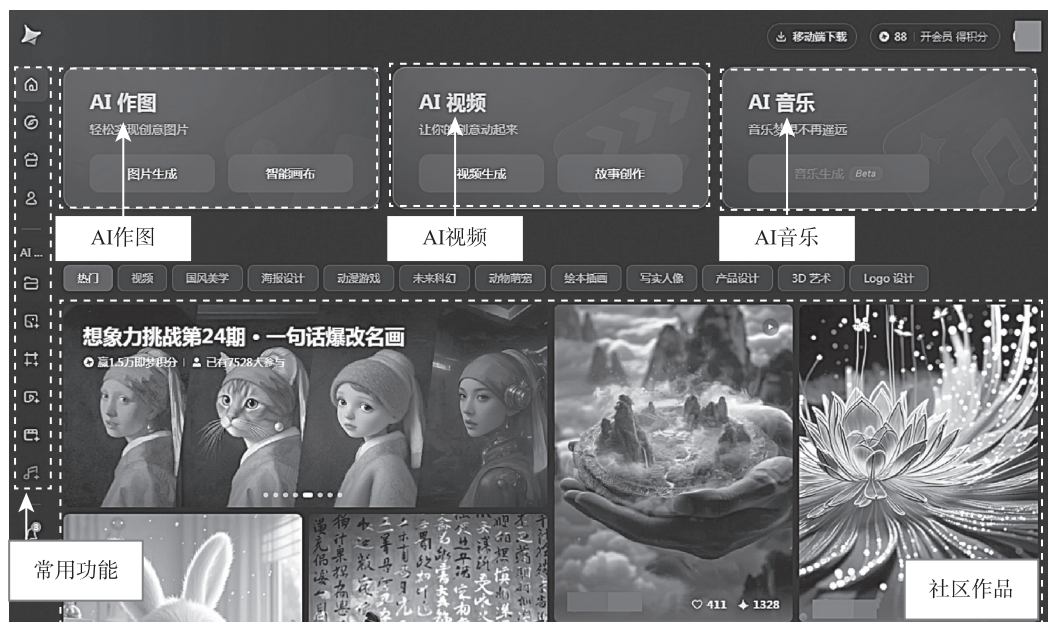 移动端下载
88 开会员 得积分
AI 作图
轻松实现创意图片
图片生成
智能画布
AI 视频
让你的创意动起来
视频生成
故事创作
AI 音乐
音乐梦想不再遥远
音乐生成 Beta
AI作图
AI视频
AI音乐
AI ...
热门
视频
国风美学
海报设计
动漫游戏
未来科幻
动物萌宠
绘本插画
写实人像
产品设计
3D 艺术
Logo 设计
想象力挑战第24期·一句话爆改名画
赢1.5万即梦积分
已有7528人参与
411
1328
常用功能
社区作品